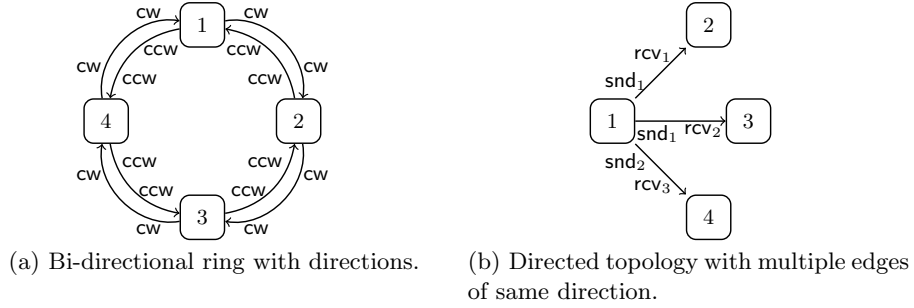 cw
1
cw
ccw
ccw
cw
ccw
ccw
cw
4
2
cw
ccw
ccw
cw
ccw
ccw
cw
3
cw
(a) Bi-directional ring with directions.
2
rcv1
snd1
1
3
snd1
rcv2
snd2
rcv3
4
(b) Directed topology with multiple edges
of same direction.